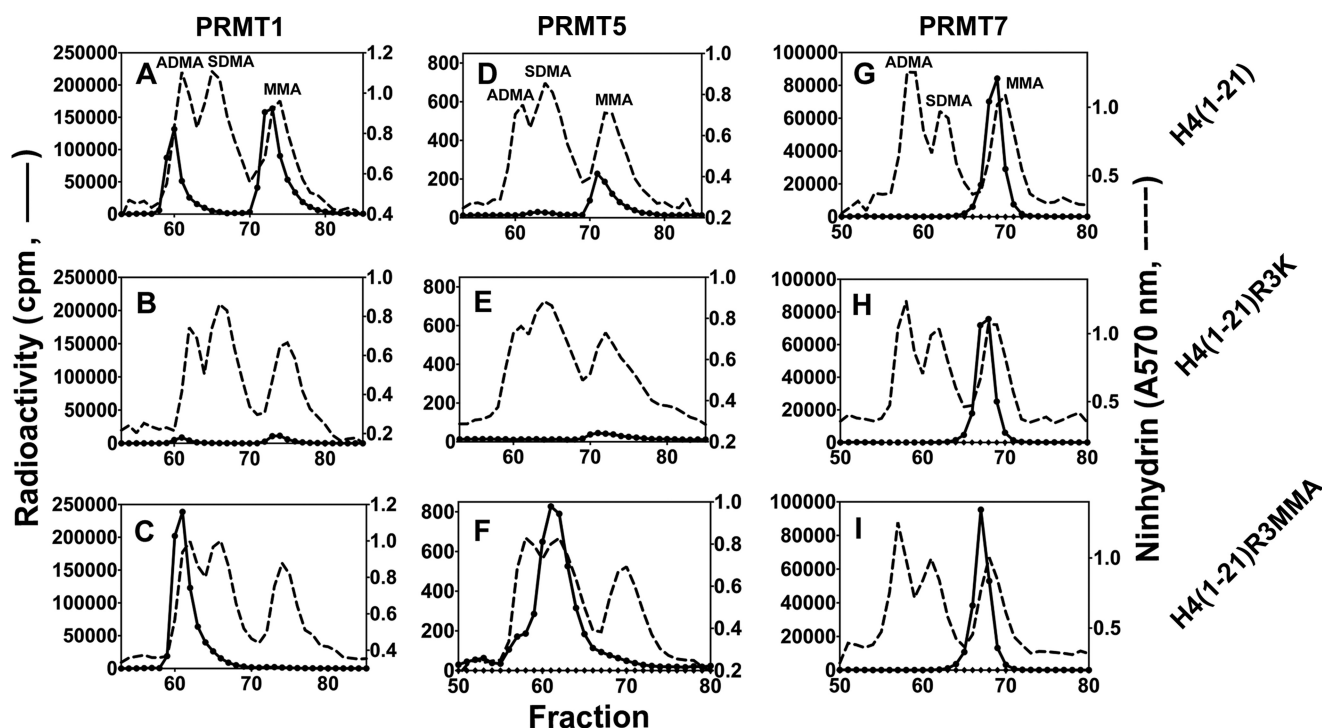 PRMT1 PRMT5 PRMT7
A
ADMA SDMA
MMA
250000
200000
150000
100000
50000
0
1.2
1.0
0.8
0.6
0.4
60 70 80
D
SDMA
ADMA MMA
800
600
400
200
0
1.0
0.8
0.6
0.4
0.2
60 70 80
G
ADMA
SDMA MMA
100000
80000
60000
40000
20000
0
1.0
0.5
50 60 70 80
H4(1-21)
B
250000
200000
150000
100000
50000
0
1.0
0.8
0.6
0.4
0.2
60 70 80
E
800
600
400
200
0
1.0
0.8
0.6
0.4
0.2
60 70 80
H
100000
80000
60000
40000
20000
0
1.0
0.5
50 60 70 80
H4(1-21)R3K
C
250000
200000
150000
100000
50000
0
1.2
1.0
0.8
0.6
0.4
60 70 80
F
800
600
400
200
0
1.0
0.8
0.6
0.4
0.2
50 60 70 80
I
100000
80000
60000
40000
20000
0
1.0
0.5
50 60 70 80
H4(1-21)R3MMA
Radioactivity (cpm, —)
Ninhydrin (A570 nm, ----)
Fraction